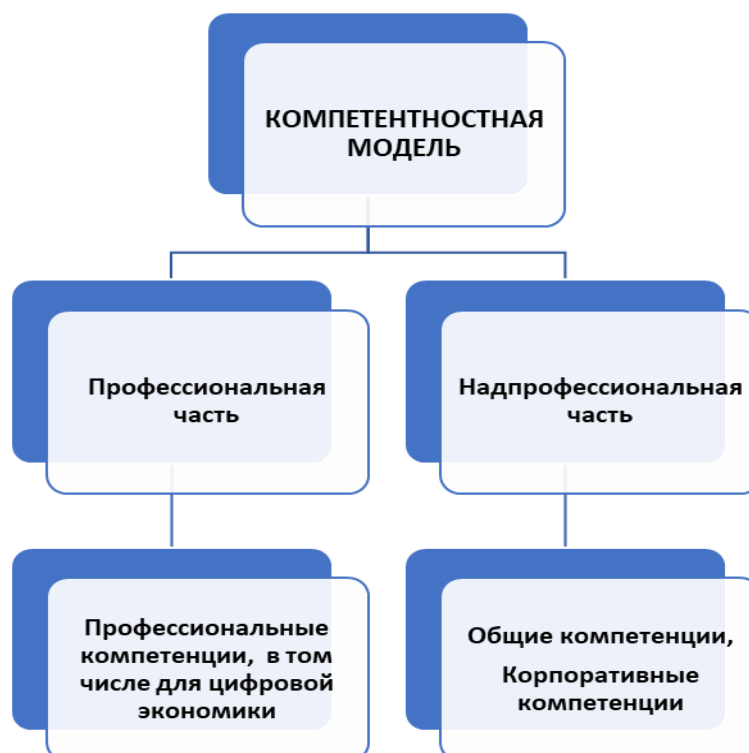 КОМПЕТЕНТНОСТНАЯ
МОДЕЛЬ
Профессиональная
часть
Надпрофессиональная
часть
Профессиональные
компетенции, в том
числе для цифровой
экономики
Общие компетенции,
Корпоративные
компетенции